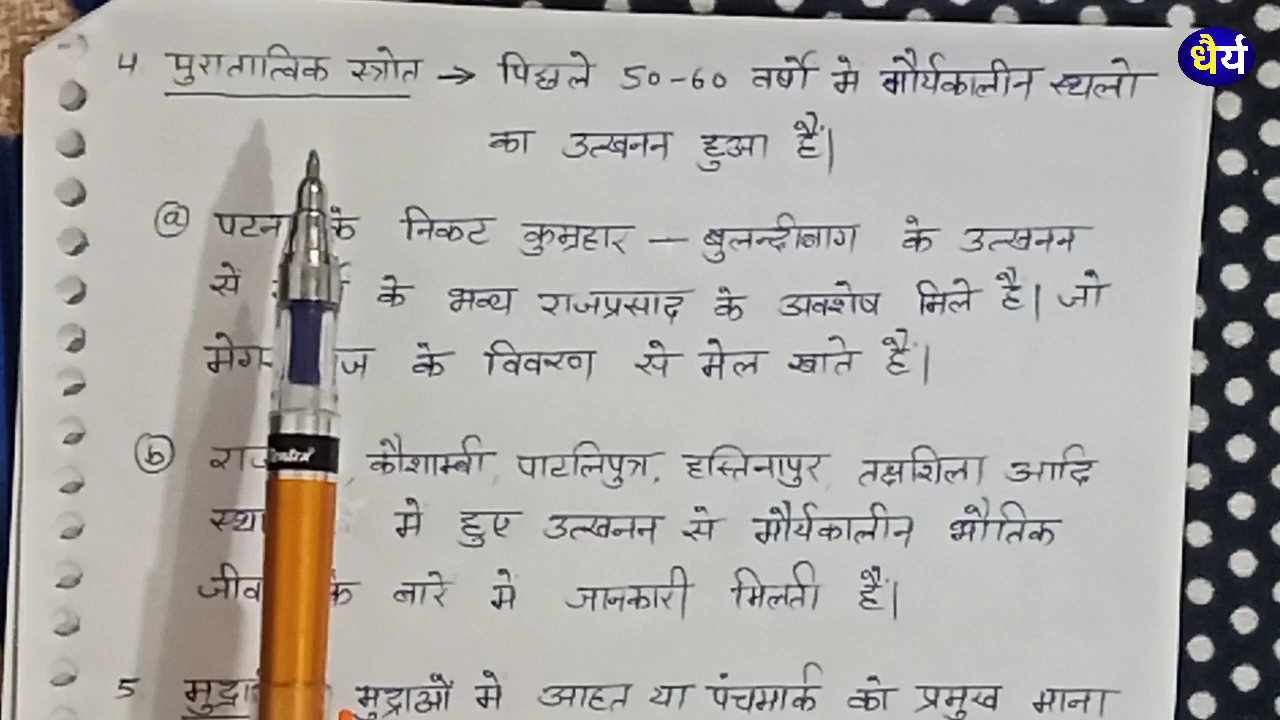 धैर्य
4 पुरातात्विक स्त्रोत → पिछले 50-60 वर्षो मे मौर्यकालीन स्थलो
का उत्खनन हुआ हैं|
(a) के निकट कुम्रहार – बुलन्दीबाग के उत्खनन
से के भव्य राजप्रसाद के अवशेष मिले है| जो
के विवरण से मेल खाते हैं|
(b) कौशाम्बी, पाटलिपुत्र, हस्तिनापुर, तक्षशिला आदि
मे हुए उत्खनन से मौर्यकालीन भौतिक
के बारे मे जानकारी मिलती हैं|
5 मुद्राओं मे आहत या पंचमार्क को प्रमुख माना